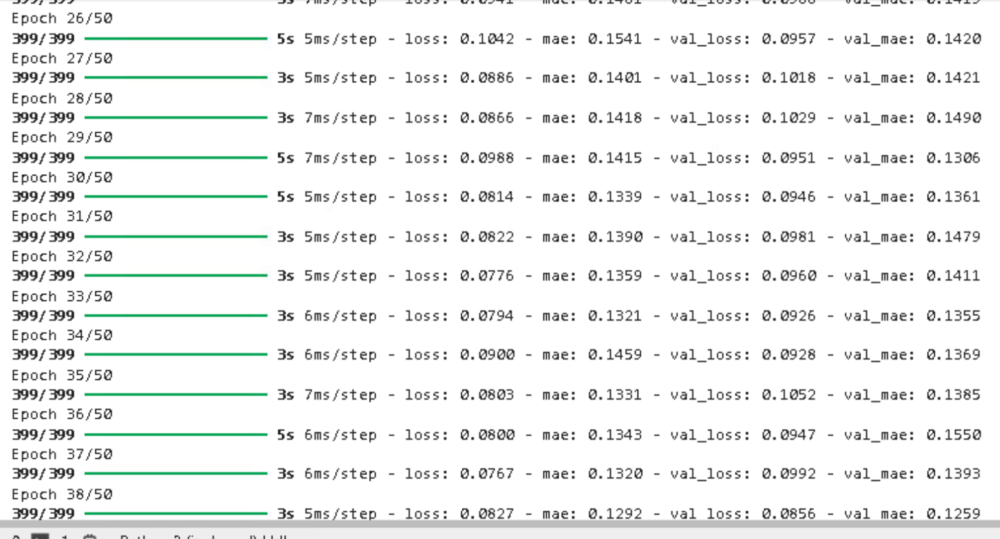 Epoch 26/50
399/399 5s 5ms/step - loss: 0.1042 - mae: 0.1541 - val_loss: 0.0957 - val_mae: 0.1420
Epoch 27/50
399/399 3s 5ms/step - loss: 0.0886 - mae: 0.1401 - val_loss: 0.1018 - val_mae: 0.1421
Epoch 28/50
399/399 3s 7ms/step - loss: 0.0866 - mae: 0.1418 - val_loss: 0.1029 - val_mae: 0.1490
Epoch 29/50
399/399 5s 7ms/step - loss: 0.0988 - mae: 0.1415 - val_loss: 0.0951 - val_mae: 0.1306
Epoch 30/50
399/399 5s 5ms/step - loss: 0.0814 - mae: 0.1339 - val_loss: 0.0946 - val_mae: 0.1361
Epoch 31/50
399/399 3s 5ms/step - loss: 0.0822 - mae: 0.1390 - val_loss: 0.0981 - val_mae: 0.1479
Epoch 32/50
399/399 3s 5ms/step - loss: 0.0776 - mae: 0.1359 - val_loss: 0.0960 - val_mae: 0.1411
Epoch 33/50
399/399 3s 6ms/step - loss: 0.0794 - mae: 0.1321 - val_loss: 0.0926 - val_mae: 0.1355
Epoch 34/50
399/399 3s 6ms/step - loss: 0.0900 - mae: 0.1459 - val_loss: 0.0928 - val_mae: 0.1369
Epoch 35/50
399/399 3s 7ms/step - loss: 0.0803 - mae: 0.1331 - val_loss: 0.1052 - val_mae: 0.1385
Epoch 36/50
399/399 5s 6ms/step - loss: 0.0800 - mae: 0.1343 - val_loss: 0.0947 - val_mae: 0.1550
Epoch 37/50
399/399 3s 6ms/step - loss: 0.0767 - mae: 0.1320 - val_loss: 0.0992 - val_mae: 0.1393
Epoch 38/50
399/399 3s 5ms/step - loss: 0.0827 - mae: 0.1292 - val_loss: 0.0856 - val_mae: 0.1259